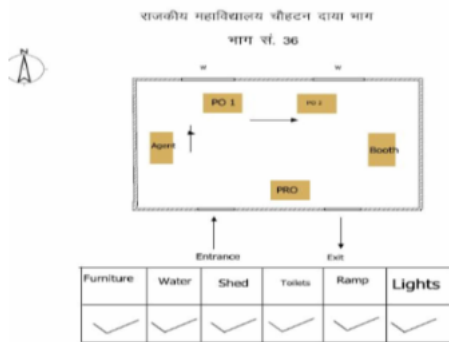 राजकीय महाविद्यालय चौहटन दाया भाग
भाग सं. 36
N
W W
PO 1 PO 2
Agent Booth
PRO
Entrance Exit
Furniture Water Shed Toilets Ramp Lights